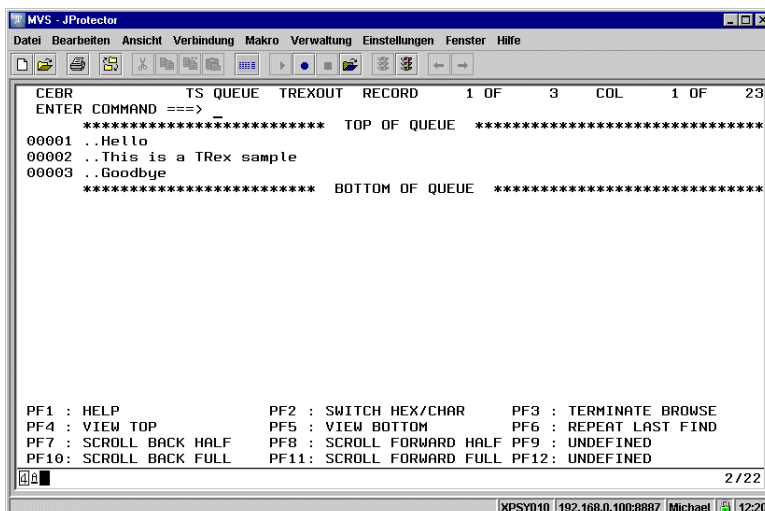 MVS - JProtector
Datei Bearbeiten Ansicht Verbindung Makro Verwaltung Einstellungen Fenster Hilfe
CEBR TS QUEUE TREXOUT RECORD 1 OF 3 COL 1 OF 23
ENTER COMMAND ===> _
************************** TOP OF QUEUE *******************************
00001 ..Hello
00002 ..This is a TRex sample
00003 ..Goodbye
************************* BOTTOM OF QUEUE *****************************
PF1 : HELP PF2 : SWITCH HEX/CHAR PF3 : TERMINATE BROWSE
PF4 : VIEW TOP PF5 : VIEW BOTTOM PF6 : REPEAT LAST FIND
PF7 : SCROLL BACK HALF PF8 : SCROLL FORWARD HALF PF9 : UNDEFINED
PF10: SCROLL BACK FULL PF11: SCROLL FORWARD FULL PF12: UNDEFINED
4 2/22
XPSY010 192.168.0.100:8887 Michael 12:20